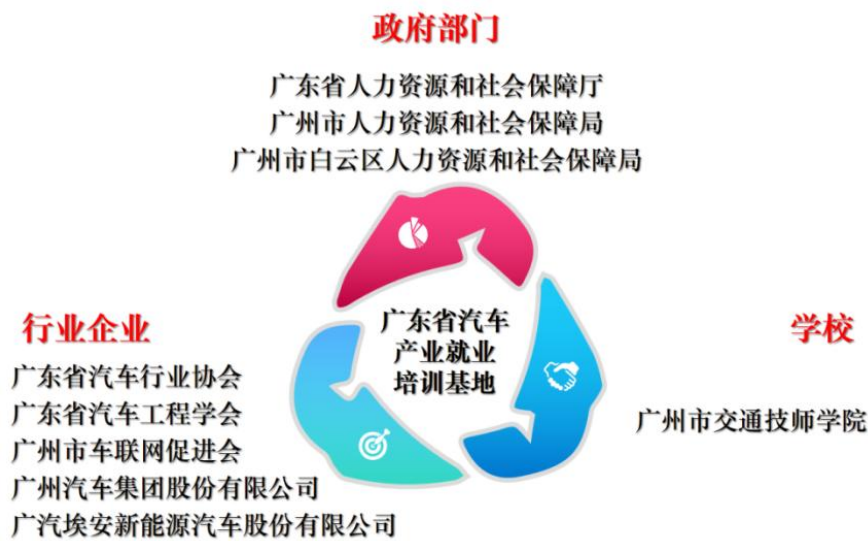 政府部门
广东省人力资源和社会保障厅
广州市人力资源和社会保障局
广州市白云区人力资源和社会保障局
行业企业
广东省汽车行业协会
广东省汽车工程学会
广州市车联网促进会
广州汽车集团股份有限公司
广汽埃安新能源汽车股份有限公司
广东省汽车
产业就业
培训基地
学校
广州市交通技师学院